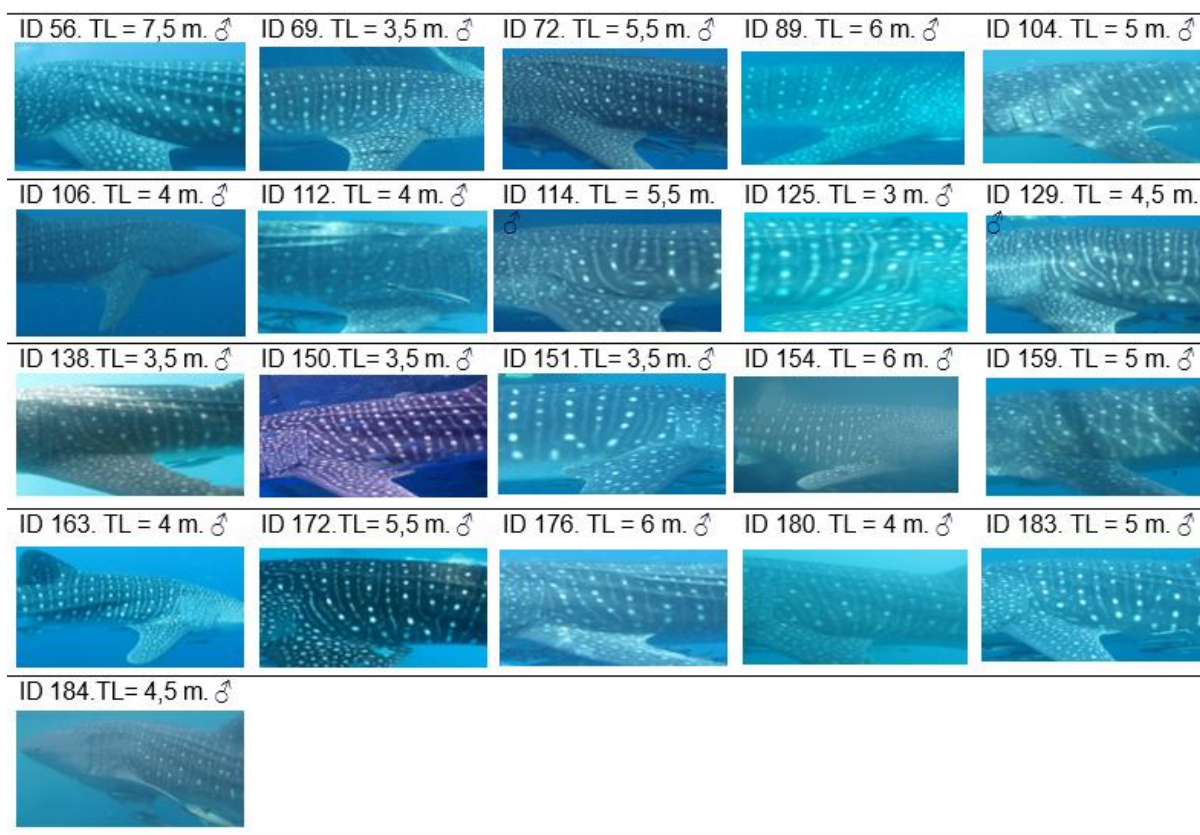 ID 56. TL = 7,5 m. ♂ ID 69. TL = 3,5 m. ♂ ID 72. TL = 5,5 m. ♂ ID 89. TL = 6 m. ♂ ID 104. TL = 5 m. ♂
ID 106. TL = 4 m. ♂ ID 112. TL = 4 m. ♂ ID 114. TL = 5,5 m. ♂ ID 125. TL = 3 m. ♂ ID 129. TL = 4,5 m. ♂
ID 138.TL= 3,5 m. ♂ ID 150.TL= 3,5 m. ♂ ID 151.TL= 3,5 m. ♂ ID 154. TL = 6 m. ♂ ID 159. TL = 5 m. ♂
ID 163. TL = 4 m. ♂ ID 172.TL= 5,5 m. ♂ ID 176. TL = 6 m. ♂ ID 180. TL = 4 m. ♂ ID 183. TL = 5 m. ♂
ID 184.TL= 4,5 m. ♂